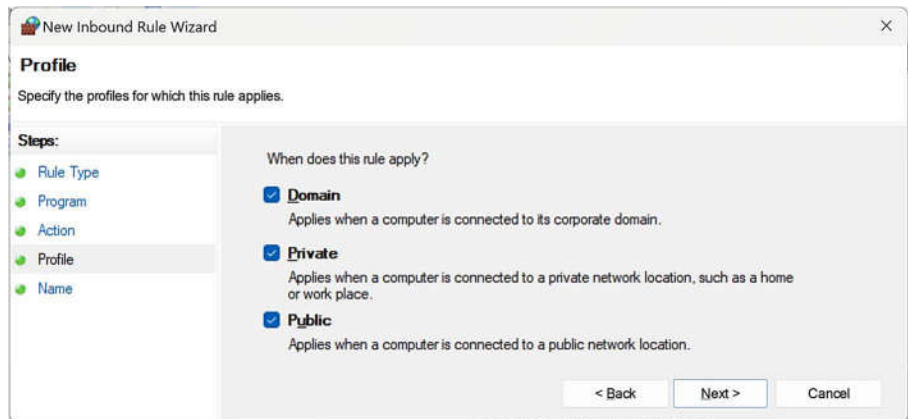 New Inbound Rule Wizard
Profile
Specify the profiles for which this rule applies.
Steps:
Rule Type
Program
Action
Profile
Name
When does this rule apply?
Domain
Applies when a computer is connected to its corporate domain.
Private
Applies when a computer is connected to a private network location, such as a home
or work place.
Public
Applies when a computer is connected to a public network location.
< Back
Next >
Cancel